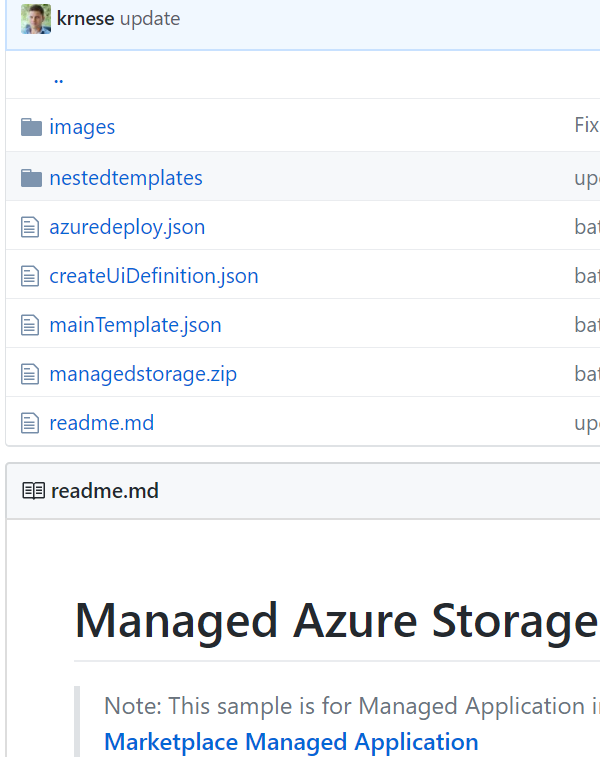 krnese update
..
images Fix
nestedtemplates
azuredeploy.json
createUiDefinition.json
mainTemplate.json
managedstorage.zip
readme.md
readme.md
Managed Azure Storage
Note: This sample is for Managed Application
Marketplace Managed Application